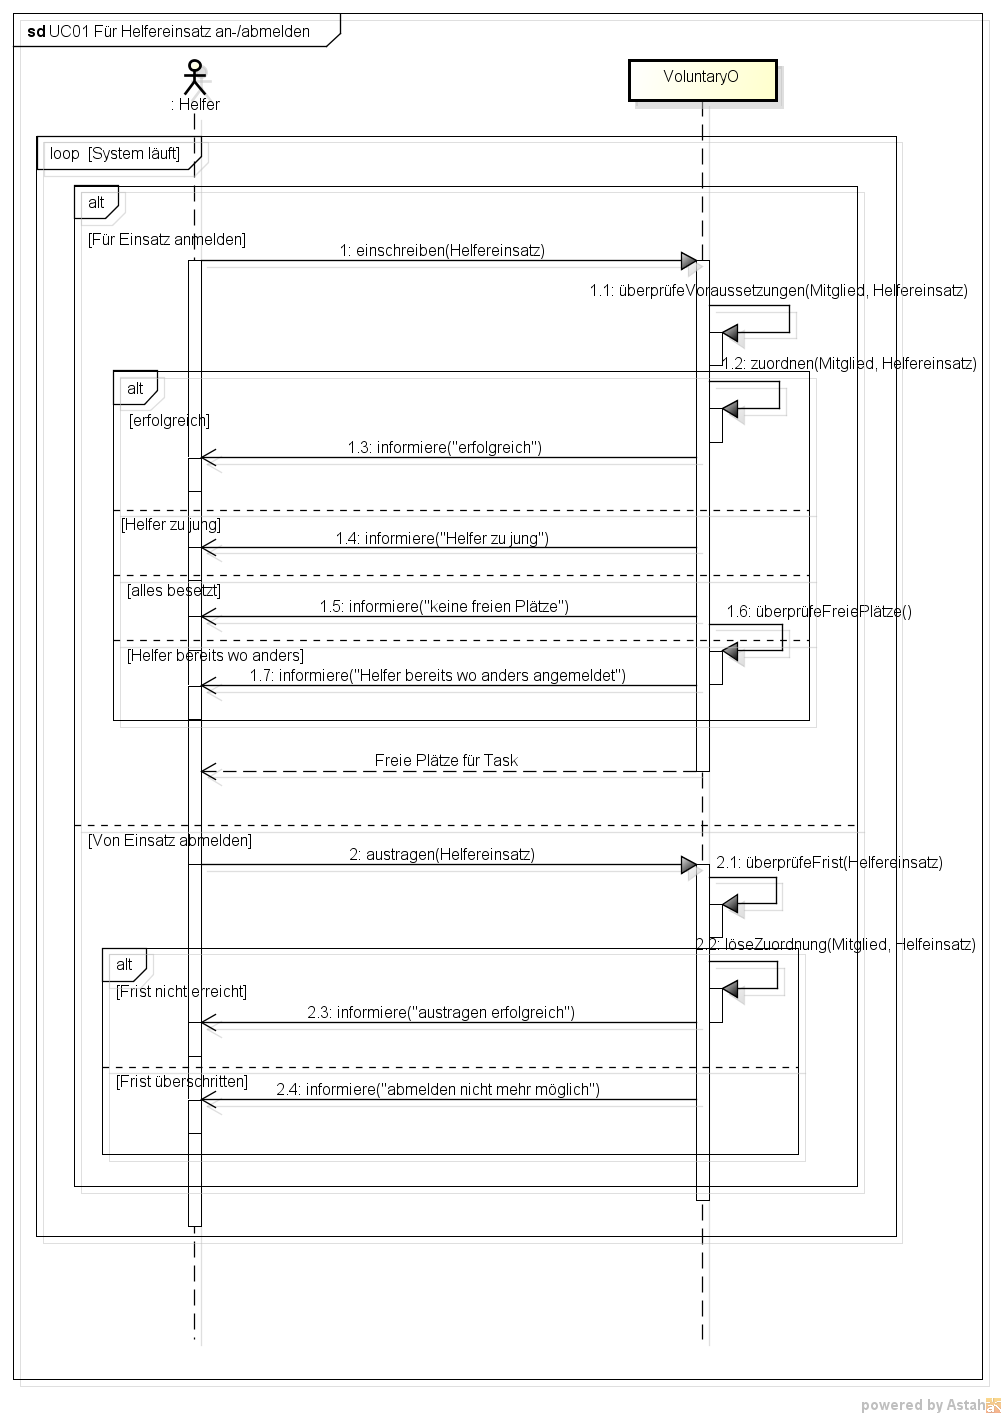 sd UC01 Für Helfereinsatz an-/abmelden
: Helfer
VoluntaryO
loop [System läuft]
alt
[Für Einsatz anmelden]
1: einschreiben(Helfereinsatz)
1.1: überprüfeVoraussetzungen(Mitglied, Helfereinsatz)
1.2: zuordnen(Mitglied, Helfereinsatz)
alt
[erfolgreich]
1.3: informiere("erfolgreich")
[Helfer zu jung]
1.4: informiere("Helfer zu jung")
[alles besetzt]
1.5: informiere("keine freien Plätze")
1.6: überprüfeFreiePlätze()
[Helfer bereits wo anders]
1.7: informiere("Helfer bereits wo anders angemeldet")
Freie Plätze für Task
[Von Einsatz abmelden]
2: austragen(Helfereinsatz)
2.1: überprüfeFrist(Helfereinsatz)
2.2: löseZuordnung(Mitglied, Helfeinsatz)
alt
[Frist nicht erreicht]
2.3: informiere("austragen erfolgreich")
[Frist überschritten]
2.4: informiere("abmelden nicht mehr möglich")
powered by Astah